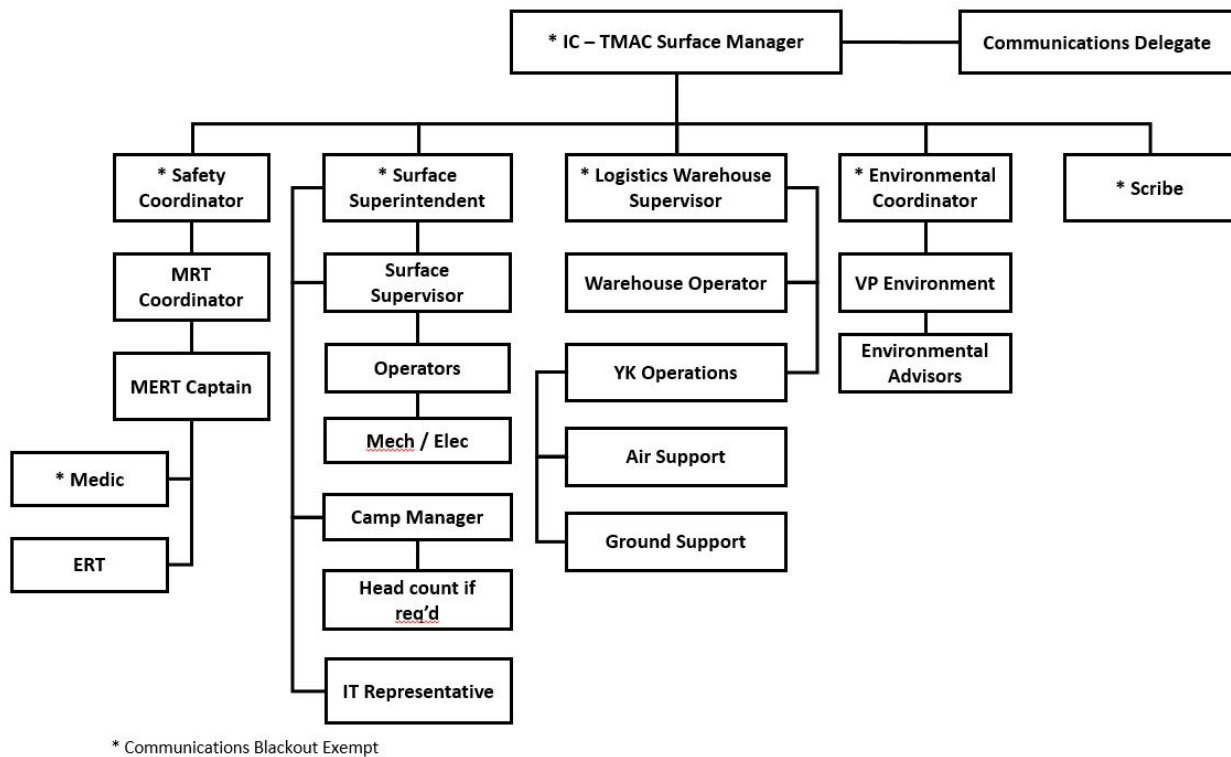 * IC – TMAC Surface Manager
Communications Delegate
* Safety
Coordinator
* Surface
Superintendent
* Logistics Warehouse
Supervisor
* Environmental
Coordinator
* Scribe
MRT
Coordinator
Surface
Supervisor
Warehouse Operator
VP Environment
MERT Captain
Operators
YK Operations
Environmental
Advisors
Mech / Elec
* Medic
Air Support
Camp Manager
ERT
Ground Support
Head count if
req'd
IT Representative
* Communications Blackout Exempt